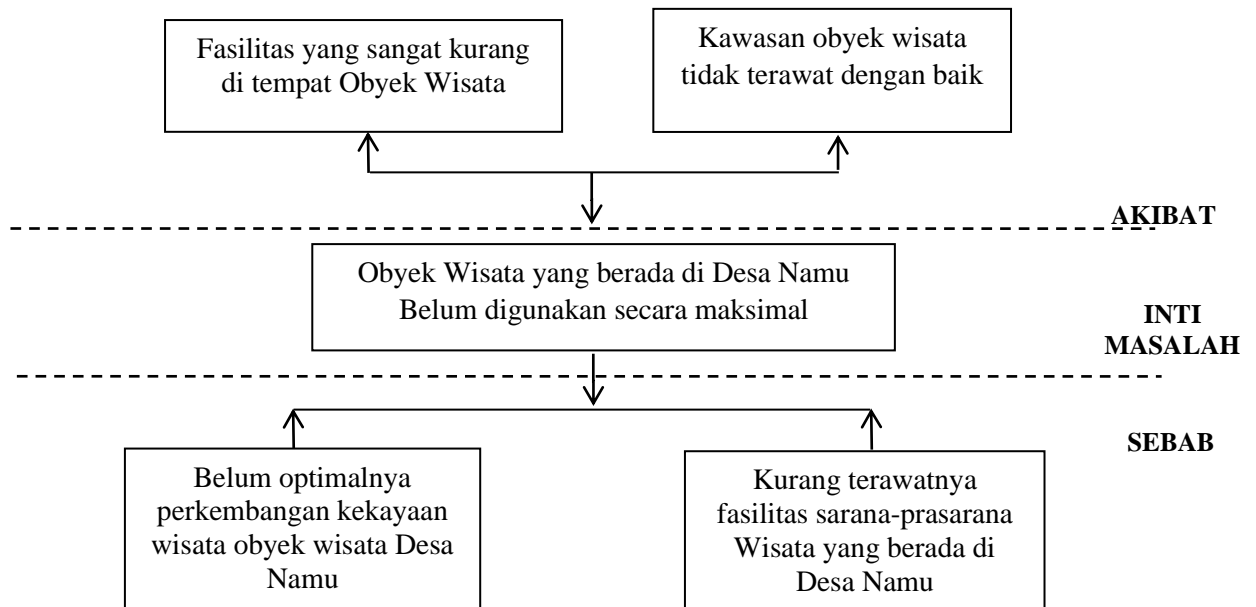 Fasilitas yang sangat kurang
di tempat Obyek Wisata
Kawasan obyek wisata
tidak terawat dengan baik
AKIBAT
Obyek Wisata yang berada di Desa Namu
Belum digunakan secara maksimal
INTI
MASALAH
SEBAB
Belum optimalnya
perkembangan kekayaan
wisata obyek wisata Desa
Namu
Kurang terawatnya
fasilitas sarana-prasarana
Wisata yang berada di
Desa Namu